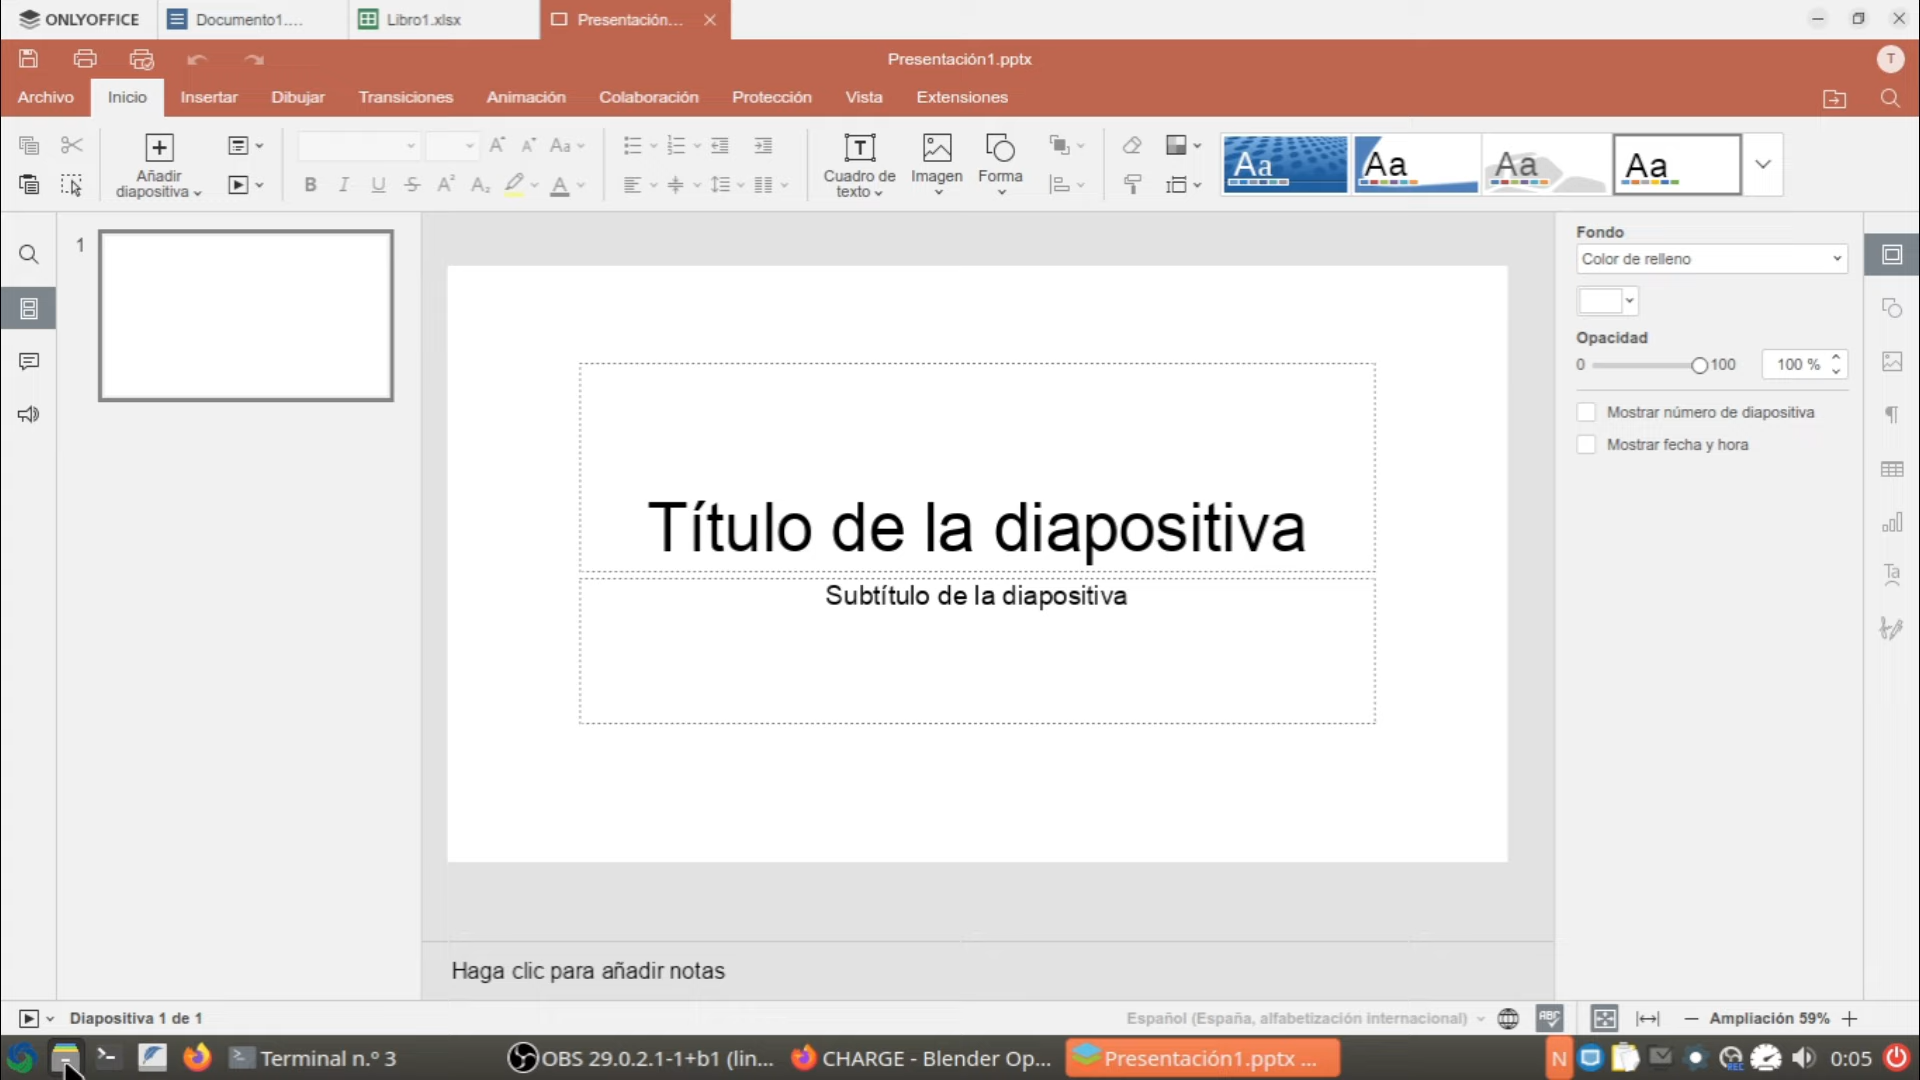 ONLYOFFICE
Documento1....
Libro1.xlsx
Presentación...
Presentación1.pptx
T
Archivo
Inicio
Insertar
Dibujar
Transiciones
Animación
Colaboración
Protección
Vista
Extensiones
Añadir
diapositiva
Cuadro de
texto
Imagen
Forma
Aa
Aa
Aa
Aa
1
Fondo
Color de relleno
Opacidad
0
100
100 %
Mostrar número de diapositiva
Mostrar fecha y hora
Título de la diapositiva
Subtítulo de la diapositiva
Haga clic para añadir notas
Diapositiva 1 de 1
Español (España, alfabetización internacional)
Ampliación 59%
Terminal n.º 3
OBS 29.0.2.1-1+b1 (lin...
CHARGE - Blender Op...
Presentación1.pptx ...
N
0:05